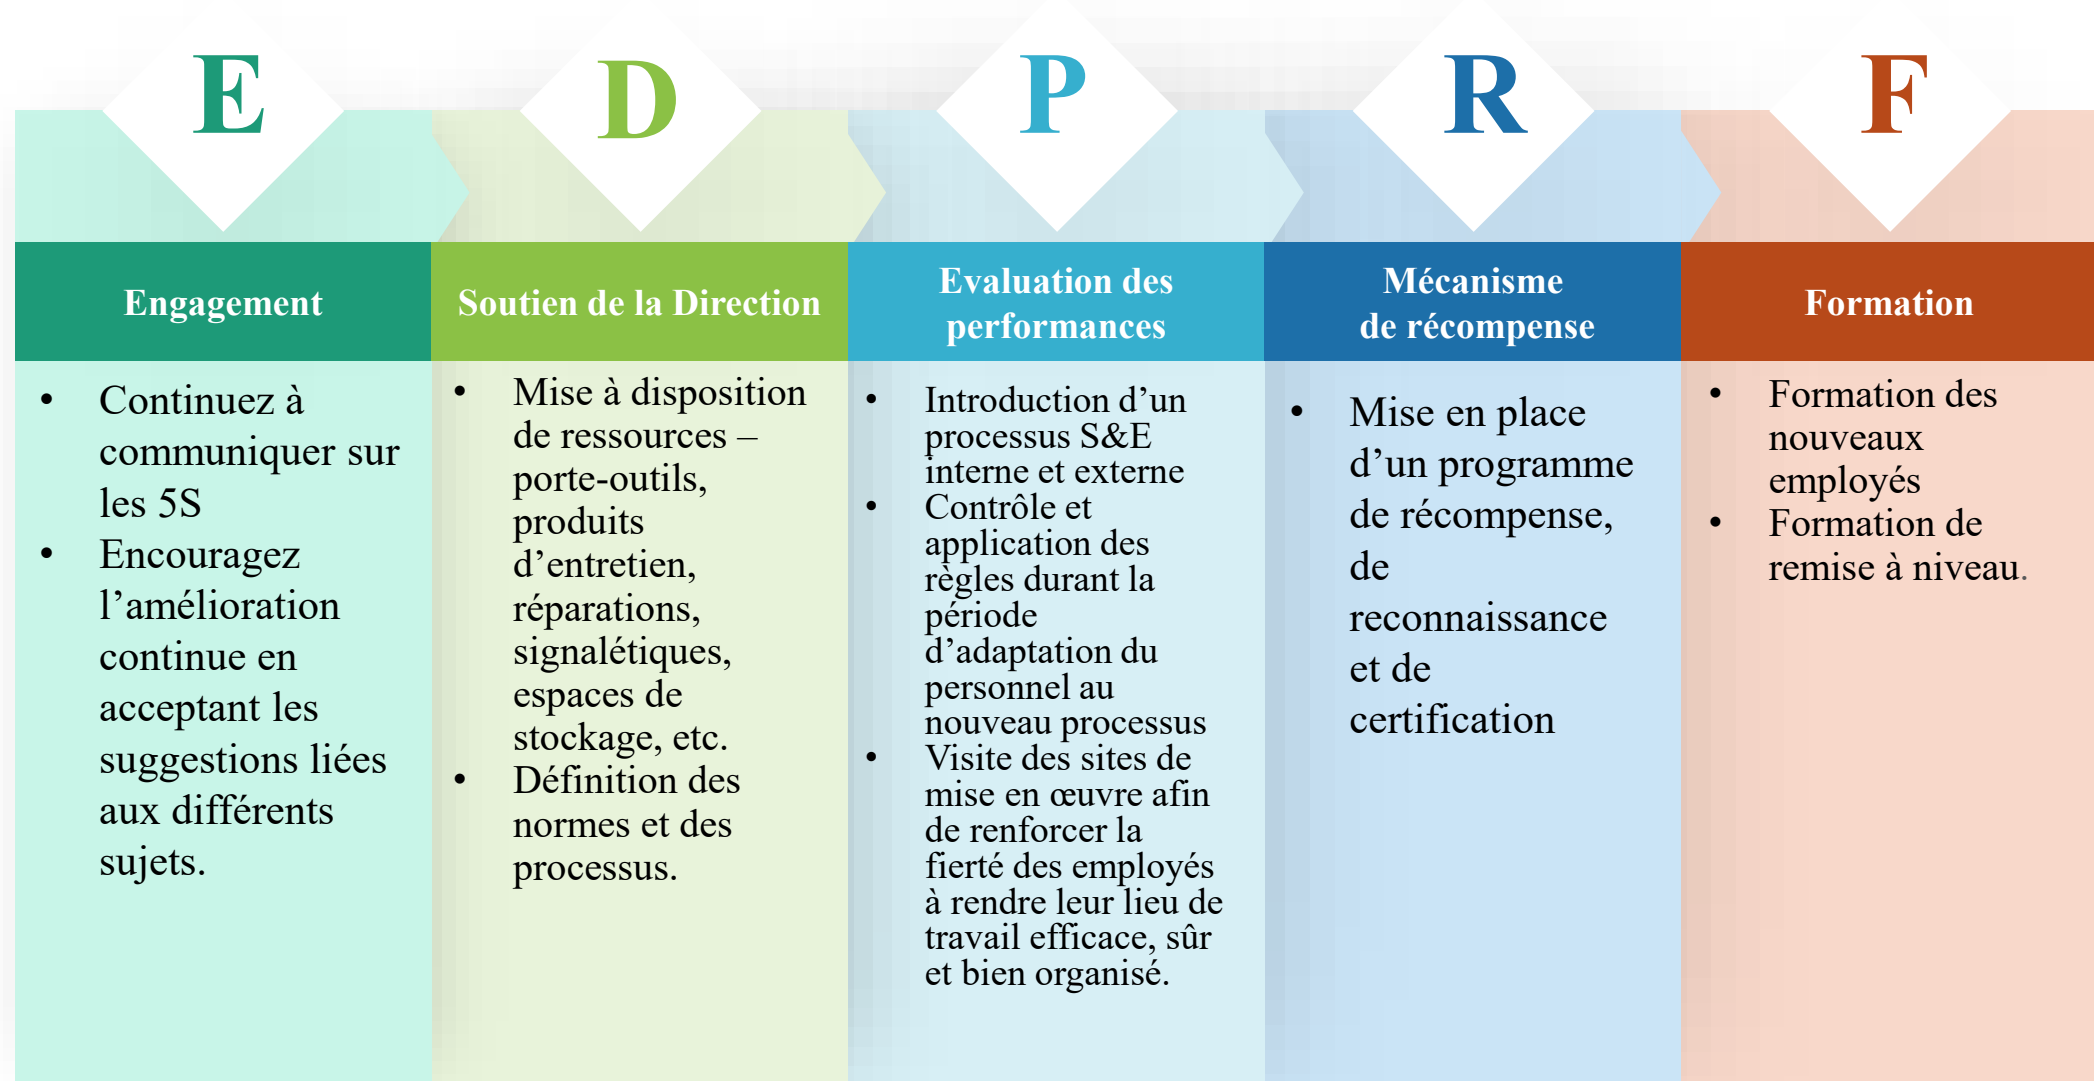 E
D
P
R
F
Engagement
Soutien de la Direction
Evaluation des
performances
Mécanisme
de récompense
Formation
• Continuez à
communiquer sur
les 5S
• Encouragez
l’amélioration
continue en
acceptant les
suggestions liées
aux différents
sujets.
• Mise à disposition
de ressources –
porte-outils,
produits
d’entretien,
réparations,
signalétiques,
espaces de
stockage, etc.
• Définition des
normes et des
processus.
• Introduction d’un
processus S&E
interne et externe
• Contrôle et
application des
règles durant la
période
d’adaptation du
personnel au
nouveau processus
• Visite des sites de
mise en œuvre afin
de renforcer la
fierté des employés
à rendre leur lieu de
travail efficace, sûr
et bien organisé.
• Mise en place
d’un programme
de récompense,
de
reconnaissance
et de
certification
• Formation des
nouveaux
employés
• Formation de
remise à niveau.